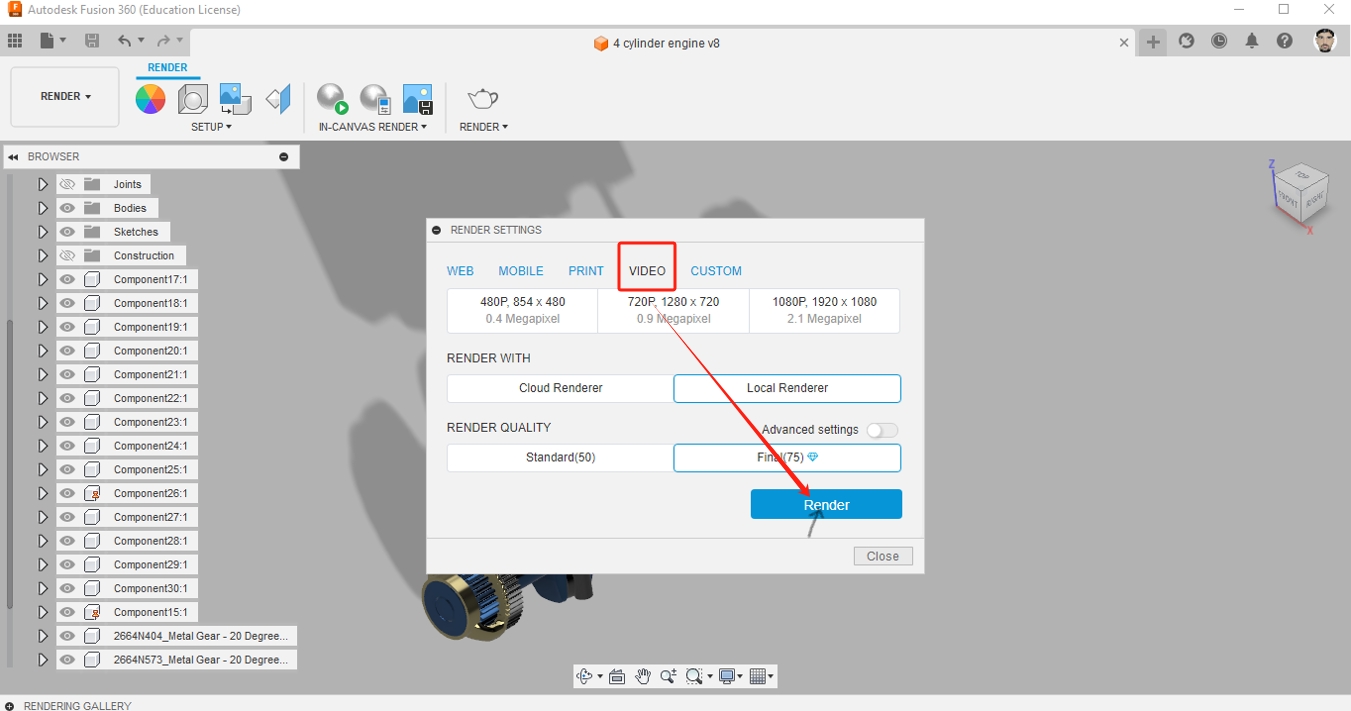 Autodesk Fusion 360 (Education License)
4 cylinder engine v8
RENDER
RENDER
SETUP
IN-CANVAS RENDER
RENDER
BROWSER
Joints
Bodies
Sketches
Construction
Component17:1
Component18:1
Component19:1
Component20:1
Component21:1
Component22:1
Component23:1
Component24:1
Component25:1
Component26:1
Component27:1
Component28:1
Component29:1
Component30:1
Component15:1
2664N404_Metal Gear - 20 Degree...
2664N573_Metal Gear - 20 Degree...
Z
TOP
FRONT
RIGHT
X
RENDER SETTINGS
WEB MOBILE PRINT VIDEO CUSTOM
480P, 854 x 480 720P, 1280 x 720 1080P, 1920 x 1080
0.4 Megapixel 0.9 Megapixel 2.1 Megapixel
RENDER WITH
Cloud Renderer Local Renderer
RENDER QUALITY Advanced settings
Standard(50) Final(75)
Render
Close
RENDERING GALLERY